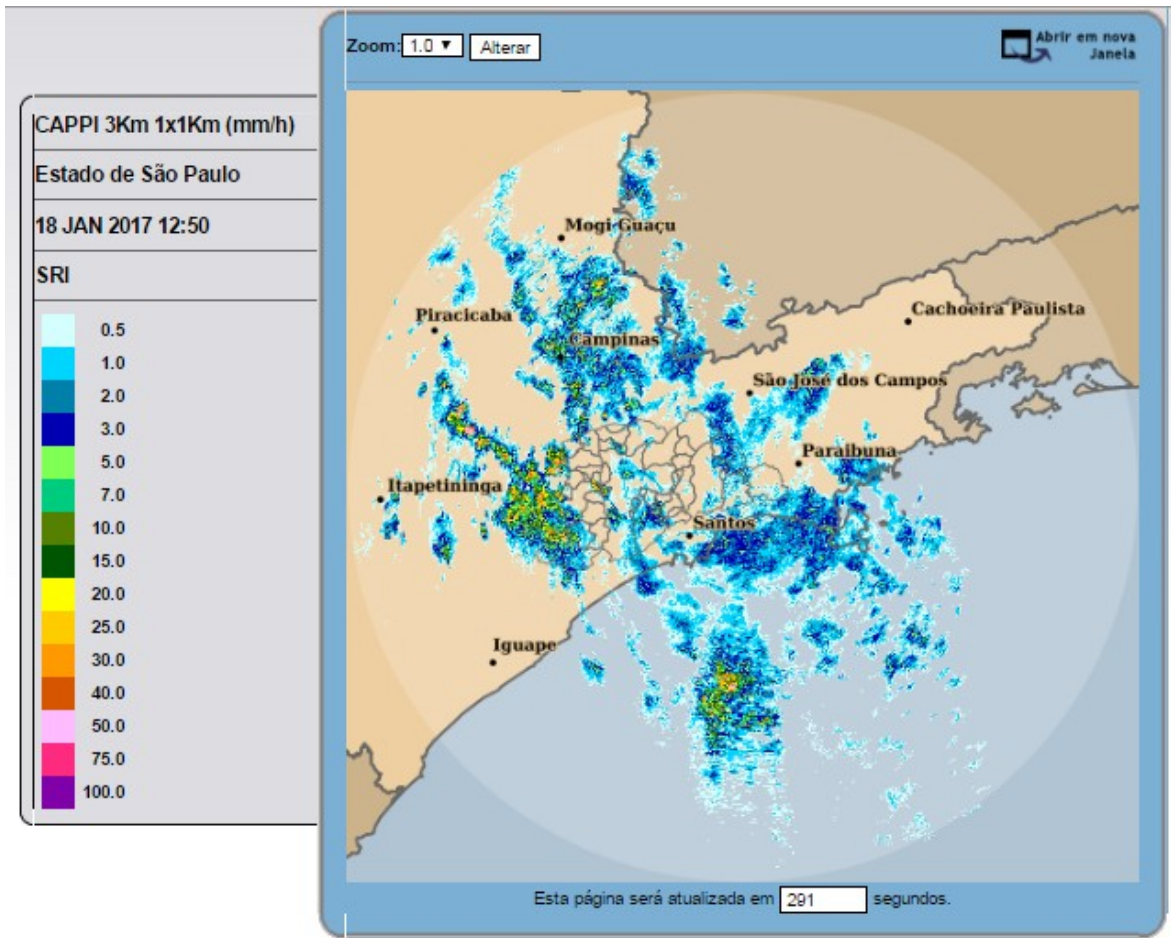 Zoom: 1.0 ▼ Alterar
Abrir em nova
Janela
CAPPI 3Km 1x1Km (mm/h)
Estado de São Paulo
18 JAN 2017 12:50
SRI
0.5
1.0
2.0
3.0
5.0
7.0
10.0
15.0
20.0
25.0
30.0
40.0
50.0
75.0
100.0
Mogi Guaçu
Cachoeira Paulista
Piracicaba
Campinas
São José dos Campos
Paraibuna
Itapetininga
Santos
Iguape
Esta página será atualizada em 291 segundos.